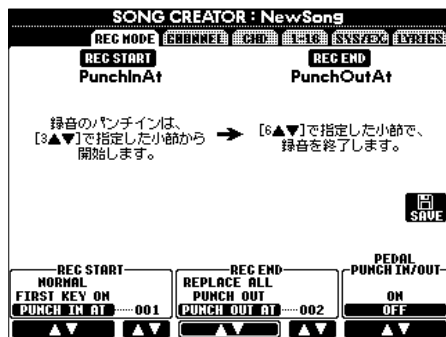 SONG CREATOR : NewSong
REC MODE CHANNEL CHD 1-16 SYS/EX. LYRICS
REC START
PunchInAt
REC END
PunchOutAt
録音のパンチインは、
[3▲▼]で指定した小節から
開始します。
[6▲▼]で指定した小節で、
録音を終了します。
SAVE
REC START
NORMAL
FIRST KEY ON
PUNCH IN AT 001
REC END
REPLACE ALL
PUNCH OUT
PUNCH OUT AT 002
PEDAL
PUNCH IN/OUT
ON
OFF